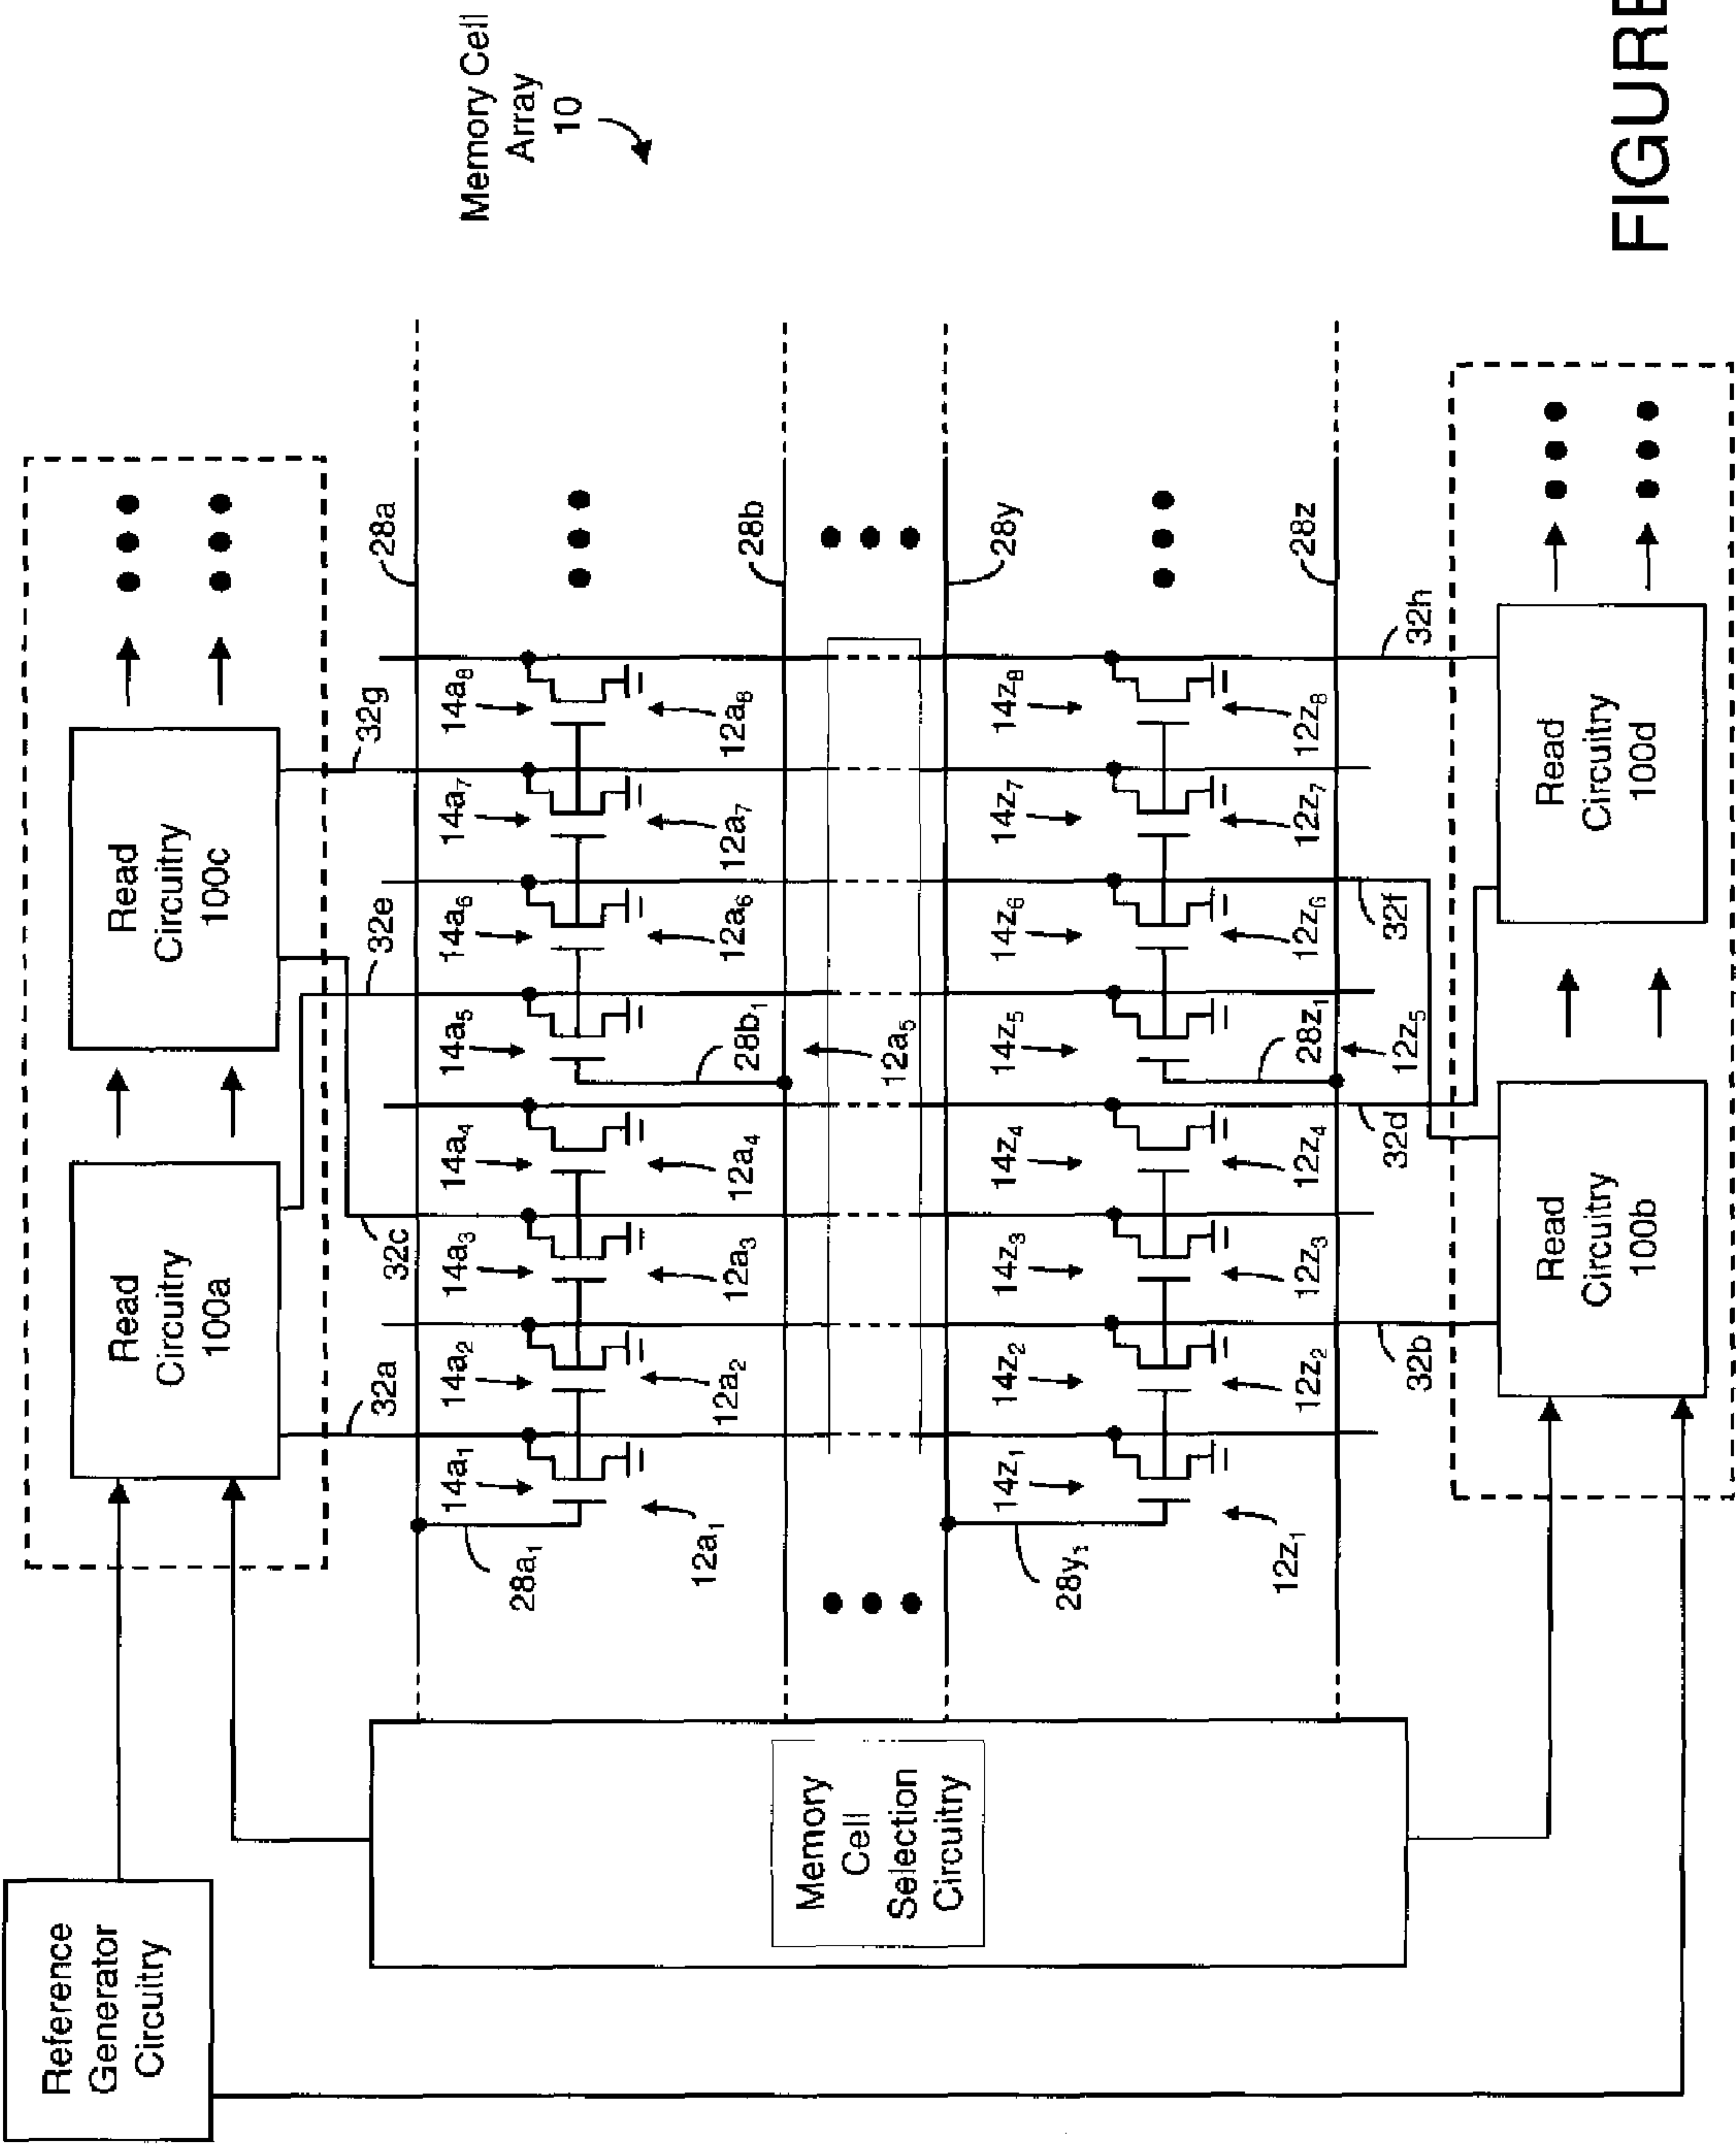 Reference
Generator
Circuitry
Memory
Cell
Selection
Circuitry
Read
Circuitry
100a
Read
Circuitry
100c
32a
32c
32e
32g
Memory Cell
Array
10
28a
28a₁
14a₁
14a₂
14a₃
14a₄
14a₅
14a₆
14a₇
14a₈
12a₁
12a₂
12a₃
12a₄
12a₅
12a₆
12a₇
12a₈
28b₁
28b
28y
28y₁
14z₁
14z₂
14z₃
14z₄
14z₅
14z₆
14z₇
14z₈
12z₁
12z₂
12z₃
12z₄
12z₅
12z₆
12z₇
12z₈
28z₁
28z
32b
32d
32f
32h
Read
Circuitry
100b
Read
Circuitry
100d
FIGURE